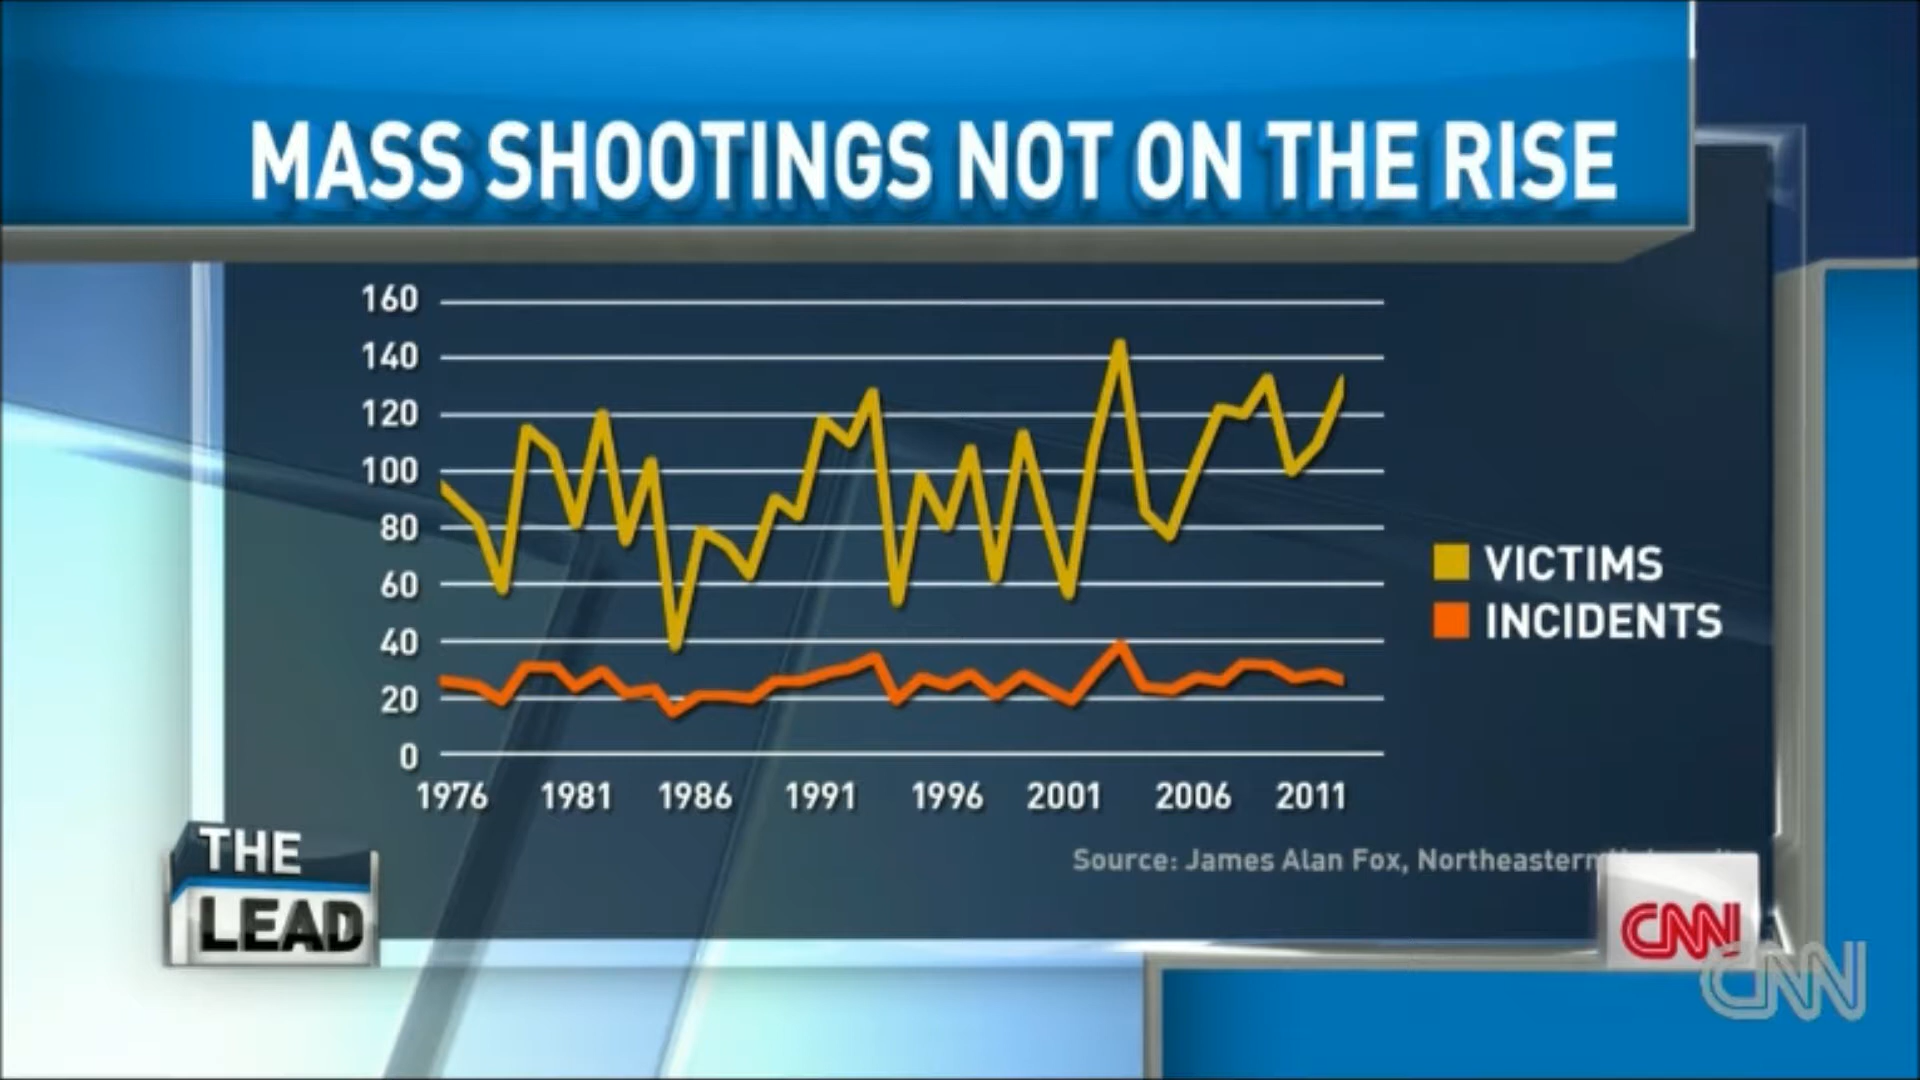 MASS SHOOTINGS NOT ON THE RISE
160
140
120
100
80
60
40
20
0
1976 1981 1986 1991 1996 2001 2006 2011
VICTIMS
INCIDENTS
Source: James Alan Fox, Northeastern
THE
LEAD
CNN
CNN